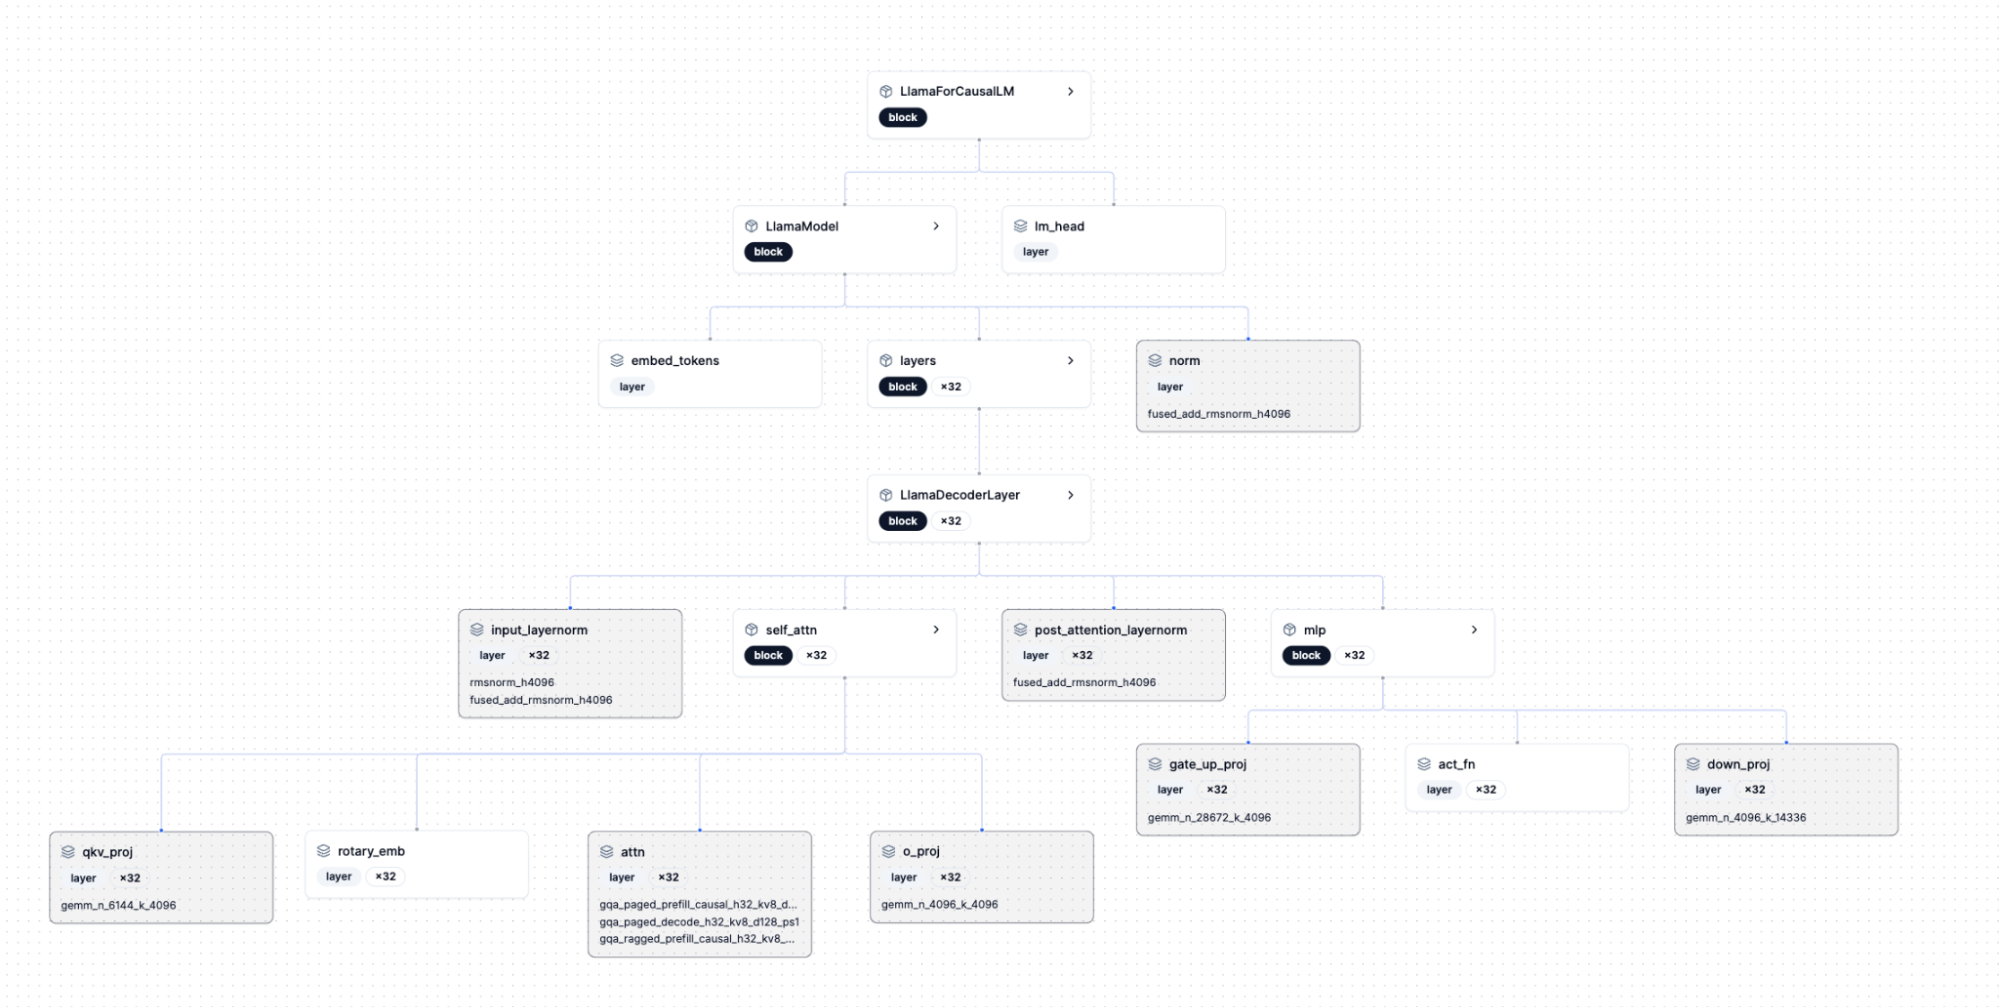 LlamaForCausalLM
block
LlamaModel
block
lm_head
layer
embed_tokens
layer
layers
block ×32
norm
layer
fused_add_rmsnorm_h4096
LlamaDecoderLayer
block ×32
input_layernorm
layer ×32
rmsnorm_h4096
fused_add_rmsnorm_h4096
self_attn
block ×32
post_attention_layernorm
layer ×32
fused_add_rmsnorm_h4096
mlp
block ×32
gate_up_proj
layer ×32
gemm_n_28672_k_4096
act_fn
layer ×32
down_proj
layer ×32
gemm_n_4096_k_14336
qkv_proj
layer ×32
gemm_n_6144_k_4096
rotary_emb
layer ×32
attn
layer ×32
gqa_paged_prefill_causal_h32_kv8_d...
gqa_paged_decode_h32_kv8_d128_ps1
gqa_ragged_prefill_causal_h32_kv8_...
o_proj
layer ×32
gemm_n_4096_k_4096